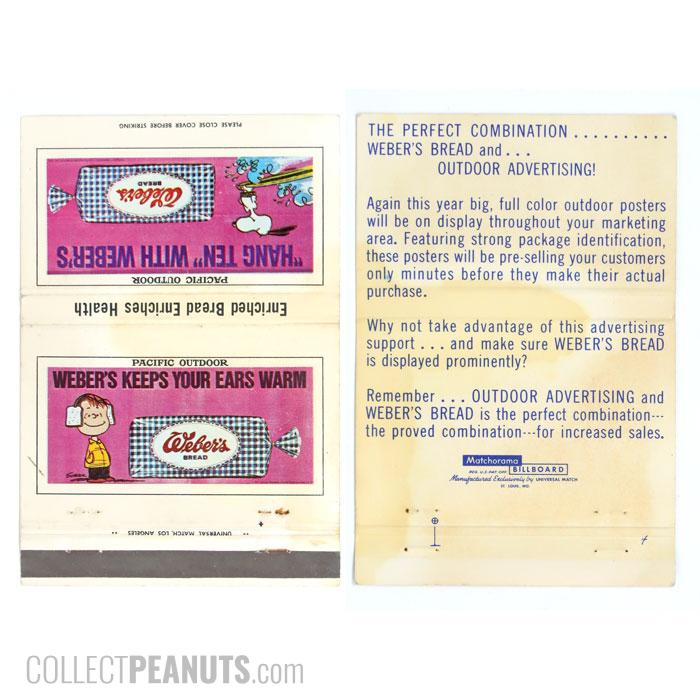 PLEASE CLOSE COVER BEFORE STRIKING
Weber's
BREAD
"HANG TEN" WITH WEBER'S
PACIFIC OUTDOOR
Enriched Bread Enriches Health
PACIFIC OUTDOOR
WEBER'S KEEPS YOUR EARS WARM
Weber's
BREAD
•• UNIVERSAL MATCH, LOS ANGELES ••
THE PERFECT COMBINATION ..........
WEBER'S BREAD and ...
OUTDOOR ADVERTISING!
Again this year big, full color outdoor posters
will be on display throughout your marketing
area. Featuring strong package identification,
these posters will be pre-selling your customers
only minutes before they make their actual
purchase.
Why not take advantage of this advertising
support ... and make sure WEBER'S BREAD
is displayed prominently?
Remember ... OUTDOOR ADVERTISING and
WEBER'S BREAD is the perfect combination---
the proved combination---for increased sales.
Matchorama
REG. U.S. PAT. OFF. BILLBOARD
Manufactured Exclusively by UNIVERSAL MATCH
ST. LOUIS, MO.
COLLECTPEANUTS.com